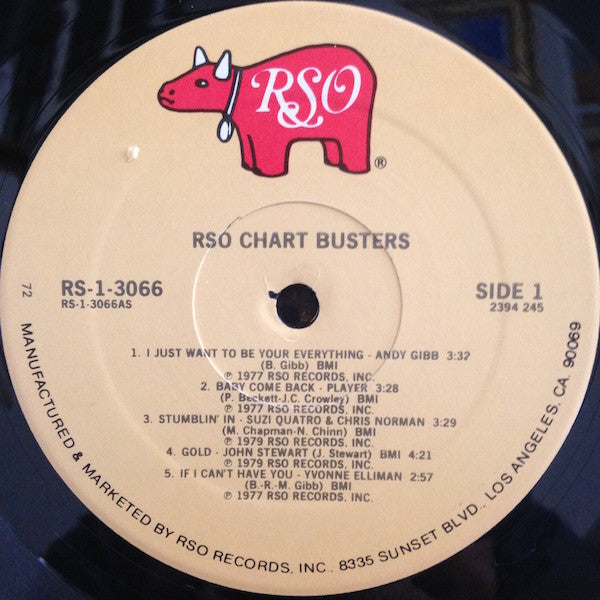 RSO
®
RSO CHART BUSTERS
RS-1-3066
RS-1-3066AS
SIDE 1
2394 245
72
1. I JUST WANT TO BE YOUR EVERYTHING - ANDY GIBB 3:32
(B. Gibb) BMI
℗ 1977 RSO RECORDS, INC.
2. BABY COME BACK - PLAYER 3:28
(P. Beckett-J.C. Crowley) BMI
℗ 1977 RSO RECORDS, INC.
3. STUMBLIN' IN - SUZI QUATRO & CHRIS NORMAN 3:29
(M. Chapman-N. Chinn) BMI
℗ 1979 RSO RECORDS, INC.
4. GOLD - JOHN STEWART (J. Stewart) BMI 4:21
℗ 1979 RSO RECORDS, INC.
5. IF I CAN'T HAVE YOU - YVONNE ELLIMAN 2:57
(B.-R.-M. Gibb) BMI
℗ 1977 RSO RECORDS, INC.
MANUFACTURED & MARKETED BY RSO RECORDS, INC. 8335 SUNSET BLVD., LOS ANGELES, CA. 90069